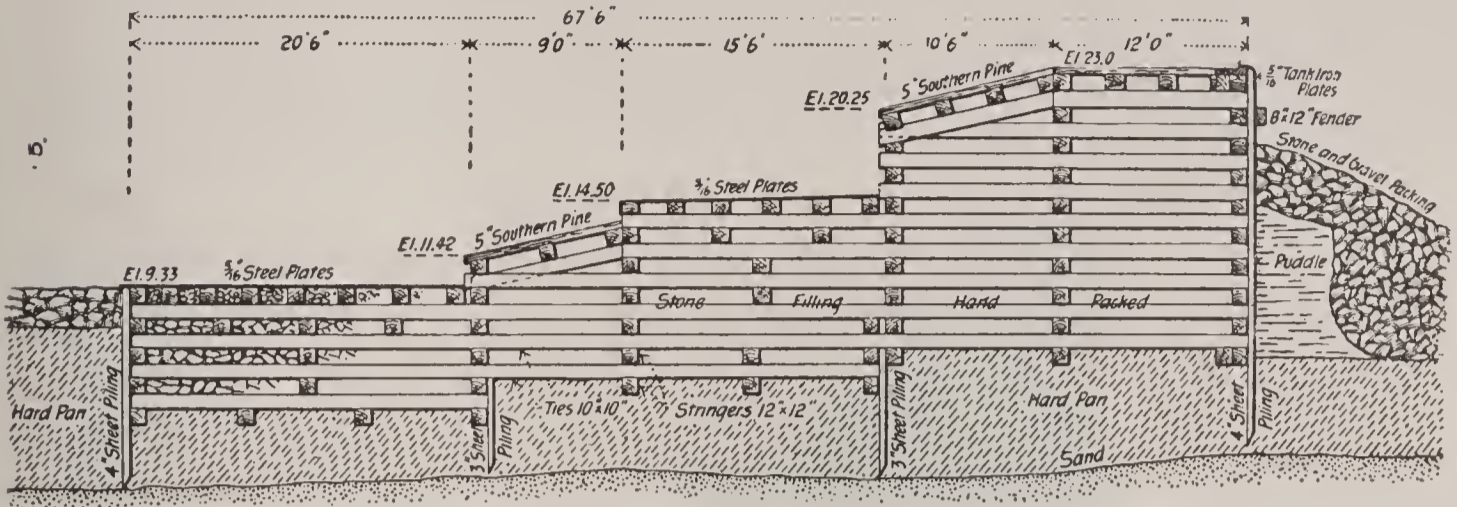 67'6"
20'6"
9'0"
15'6'
10'6"
12'0"
El.23.0
5" Southern Pine
5/16" Tank Iron
Plates
El.20.25
8"x12" Fender
Stone and Gravel Packing
3/16" Steel Plates
El.14.50
5" Southern Pine
El.11.42
El.9.33
5/16" Steel Plates
Puddle
Stone Filling Hand Packed
Hard Pan
4" Sheet Piling
3" Sheet
Piling
Ties 10"x10"
Stringers 12"x12"
3" Sheet Piling
Hard Pan
4" Sheet
Piling
Sand